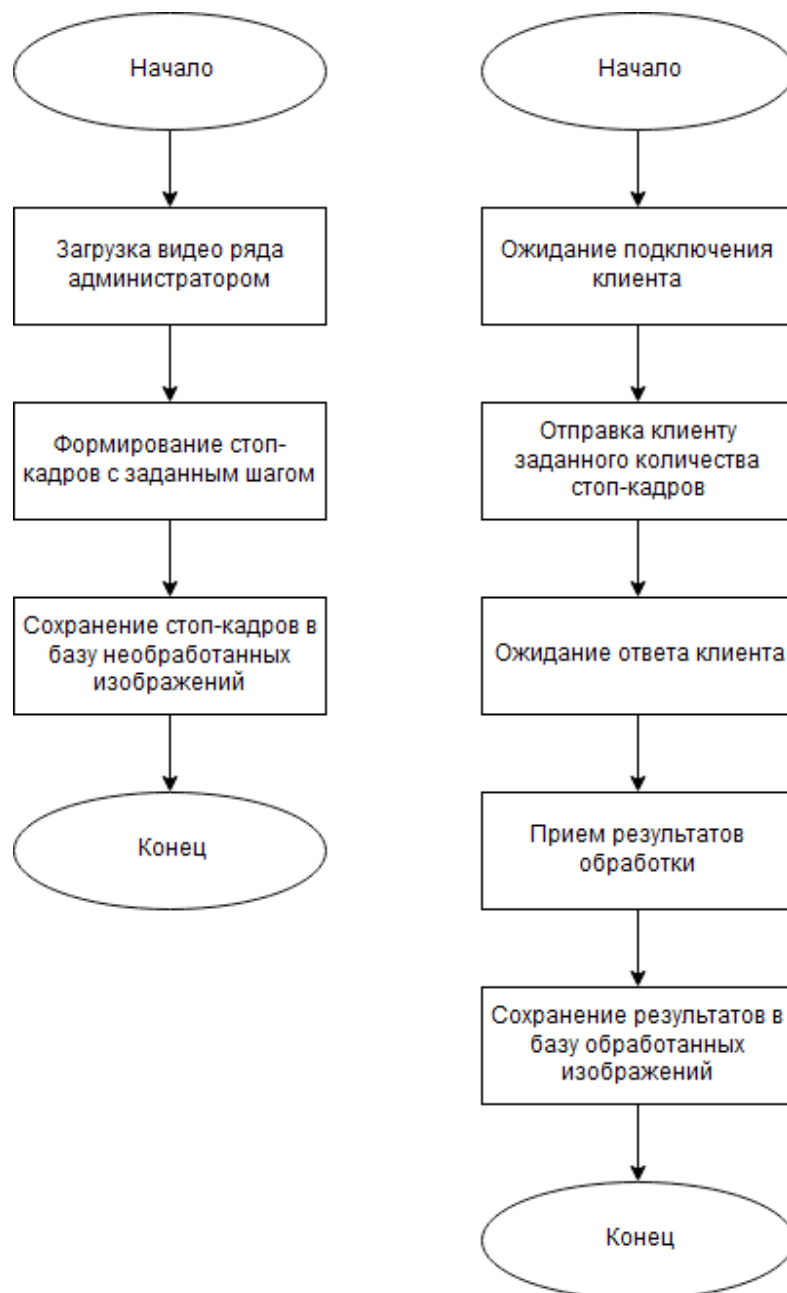 Начало
Загрузка видео ряда
администратором
Формирование стоп-
кадров с заданным шагом
Сохранение стоп-кадров в
базу необработанных
изображений
Конец
Начало
Ожидание подключения
клиента
Отправка клиенту
заданного количества
стоп-кадров
Ожидание ответа клиента
Прием результатов
обработки
Сохранение результатов в
базу обработанных
изображений
Конец